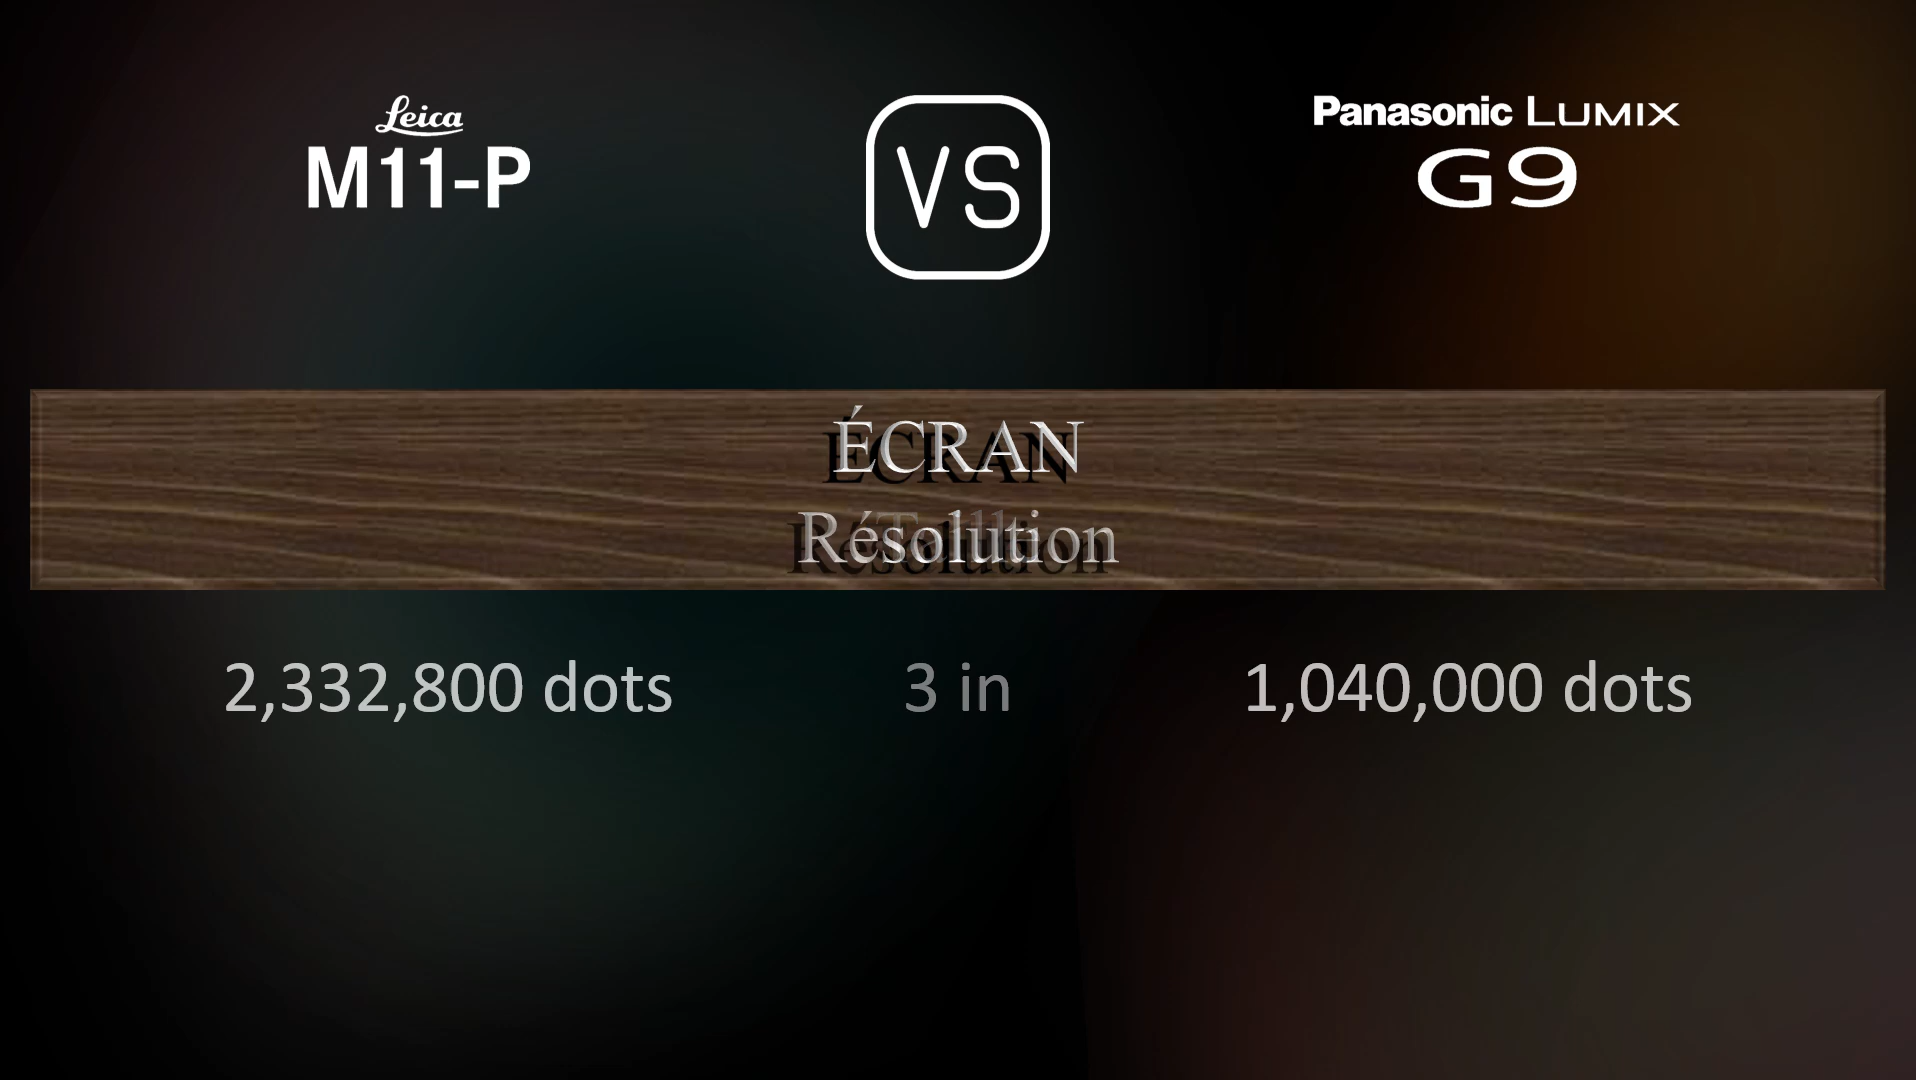 Leica
M11-P
VS
Panasonic LUMIX
G9
ÉCRAN
Résolution
2,332,800 dots
3 in
1,040,000 dots